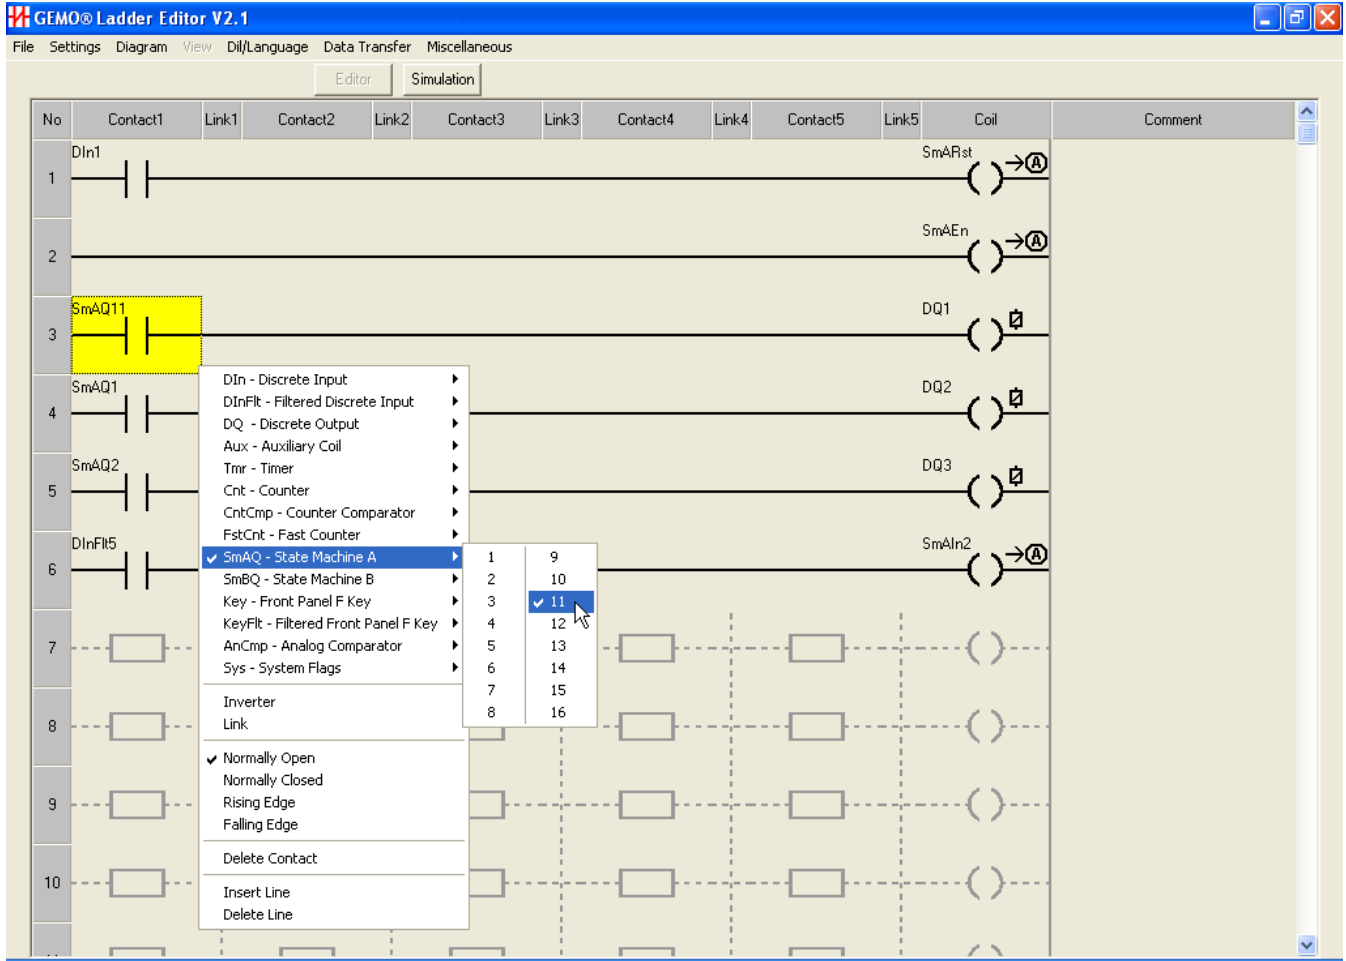 GEMO® Ladder Editor V2.1
File Settings Diagram View Dil/Language Data Transfer Miscellaneous
Editor Simulation
No Contact1 Link1 Contact2 Link2 Contact3 Link3 Contact4 Link4 Contact5 Link5 Coil Comment
DIn1 SmARst
1 A
SmAEn
2 A
SmAQ11 DQ1
3
SmAQ1 DQ2
4
SmAQ2 DQ3
5
DInFlt5 SmAIn2
6 A
7
8
9
10
DIn - Discrete Input
DInFlt - Filtered Discrete Input
DQ - Discrete Output
Aux - Auxiliary Coil
Tmr - Timer
Cnt - Counter
CntCmp - Counter Comparator
FstCnt - Fast Counter
SmAQ - State Machine A
SmBQ - State Machine B
Key - Front Panel F Key
KeyFlt - Filtered Front Panel F Key
AnCmp - Analog Comparator
Sys - System Flags
Inverter
Link
Normally Open
Normally Closed
Rising Edge
Falling Edge
Delete Contact
Insert Line
Delete Line
1 9
2 10
3 11
4 12
5 13
6 14
7 15
8 16